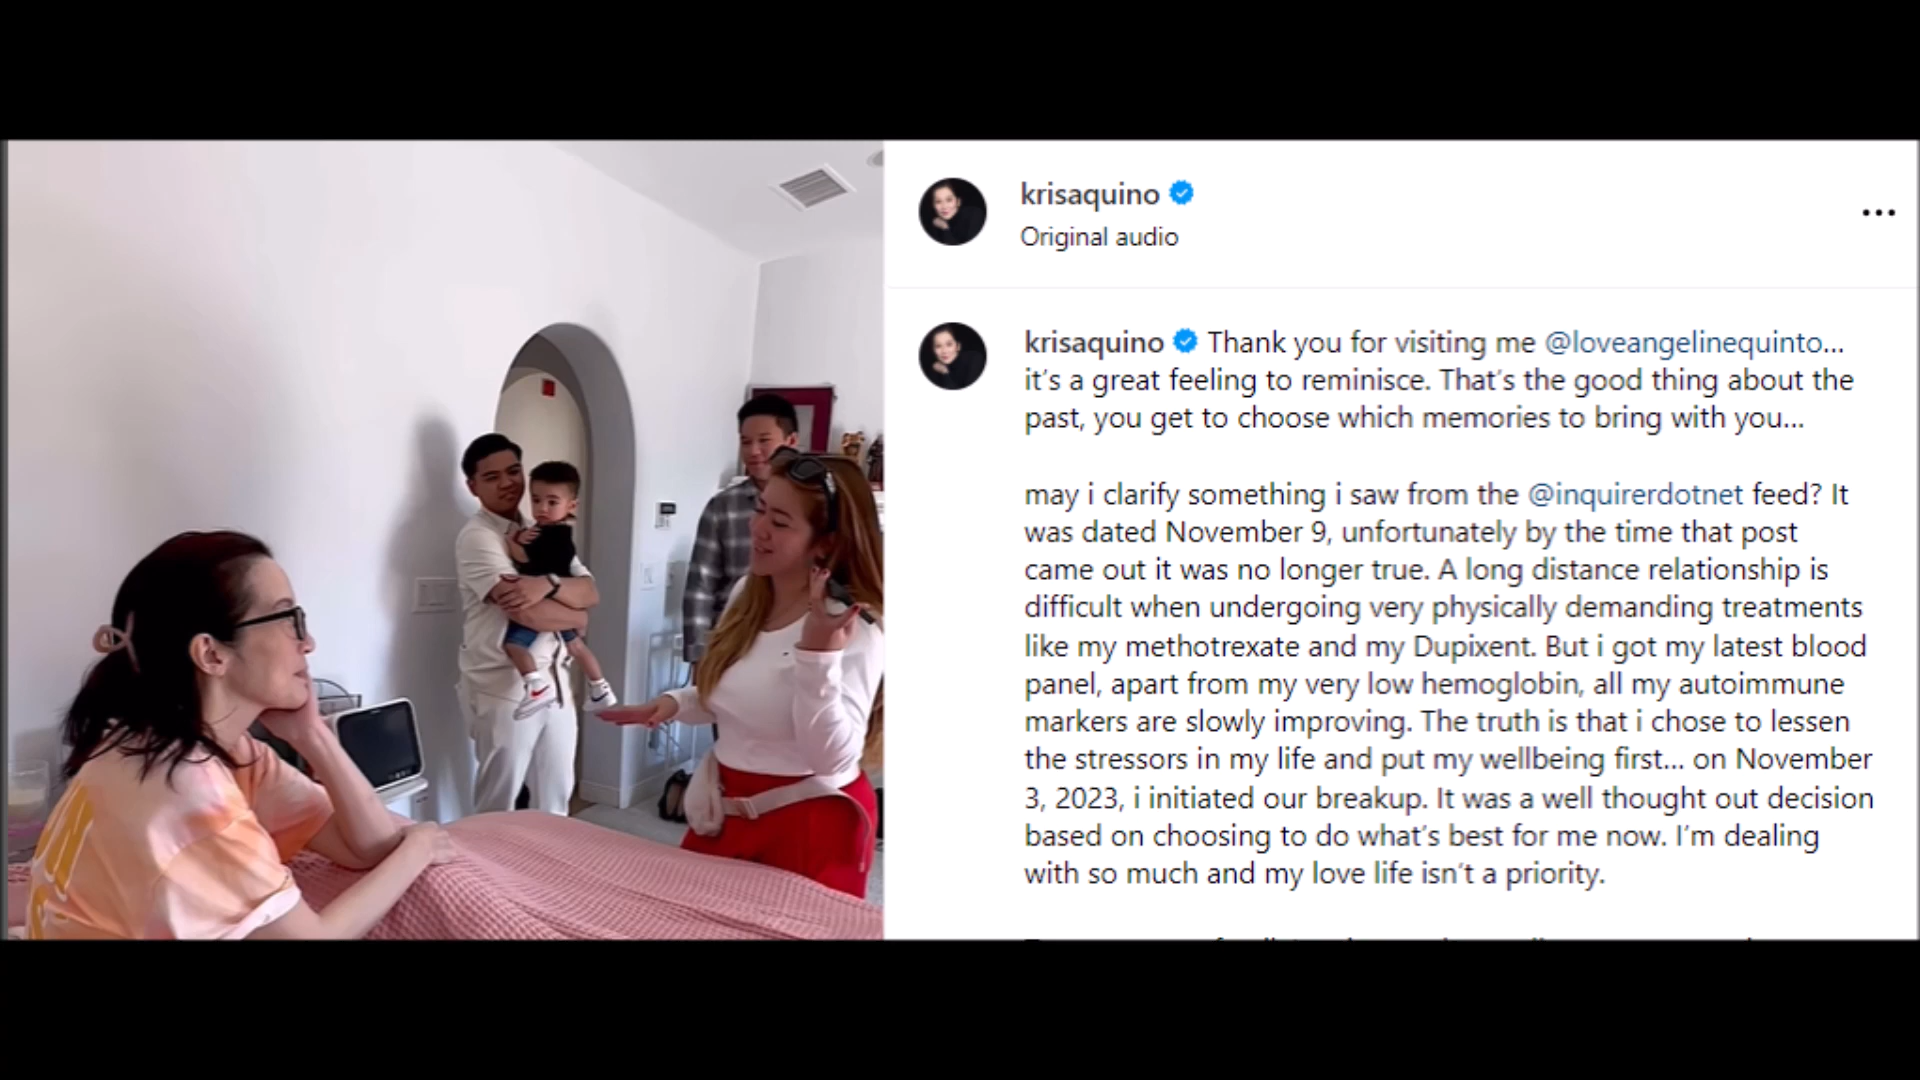 krisaquino
Original audio
krisaquino Thank you for visiting me @loveangelinequinto...
it's a great feeling to reminisce. That's the good thing about the
past, you get to choose which memories to bring with you...
may i clarify something i saw from the @inquirerdotnet feed? It
was dated November 9, unfortunately by the time that post
came out it was no longer true. A long distance relationship is
difficult when undergoing very physically demanding treatments
like my methotrexate and my Dupixent. But i got my latest blood
panel, apart from my very low hemoglobin, all my autoimmune
markers are slowly improving. The truth is that i chose to lessen
the stressors in my life and put my wellbeing first... on November
3, 2023, i initiated our breakup. It was a well thought out decision
based on choosing to do what's best for me now. I'm dealing
with so much and my love life isn't a priority.